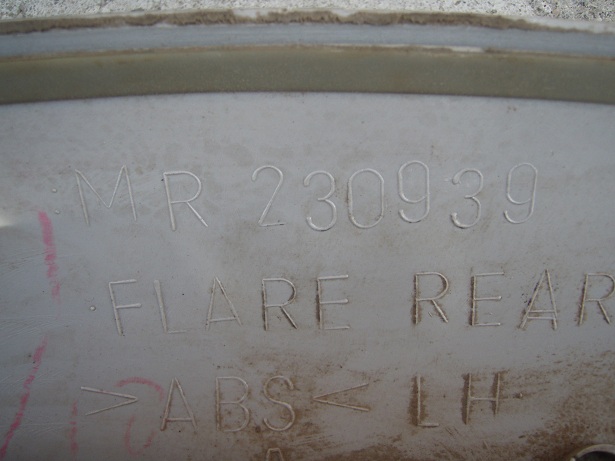 MR 230939
FLARE REAR
>ABS< LH
A